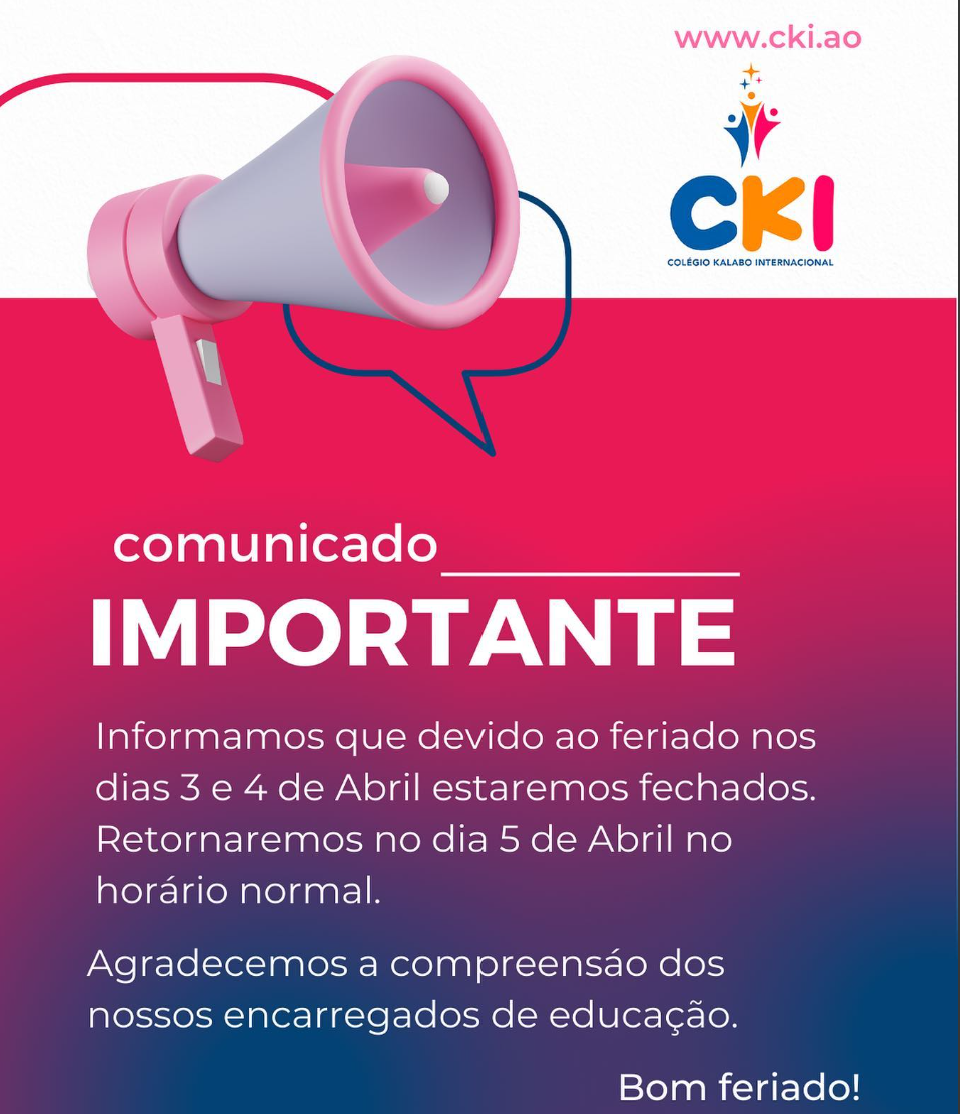 www.cki.ao
CKI
COLÉGIO KALABO INTERNACIONAL
comunicado
IMPORTANTE
Informamos que devido ao feriado nos
dias 3 e 4 de Abril estaremos fechados.
Retornaremos no dia 5 de Abril no
horário normal.
Agradecemos a compreensáo dos
nossos encarregados de educação.
Bom feriado!